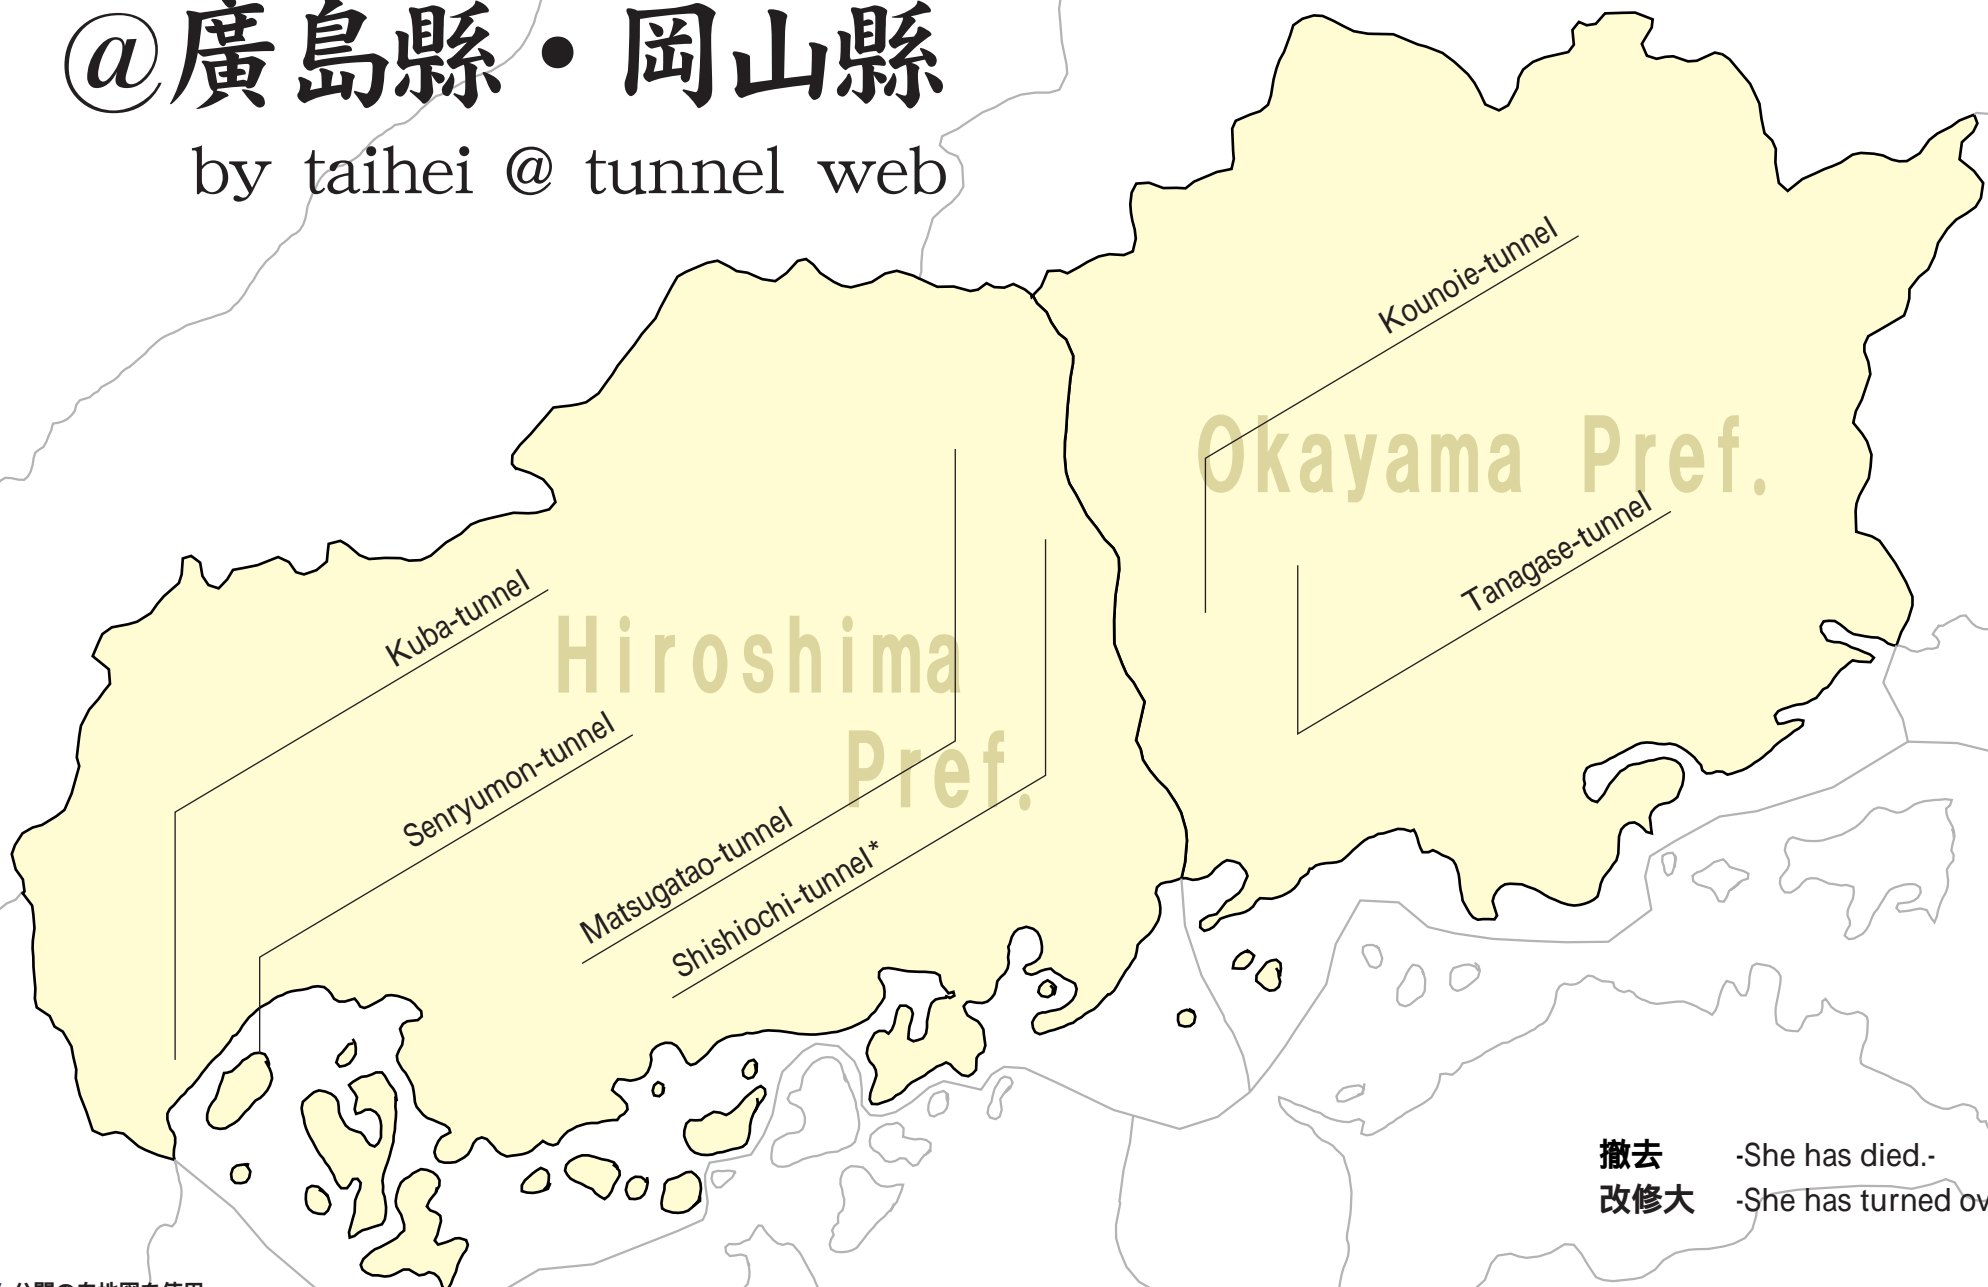 @廣島縣・岡山縣
by taihei @ tunnel web
Kounoie-tunnel
Okayama Pref.
Tanagase-tunnel
Kuba-tunnel
Hiroshima
Pref.
Senryumon-tunnel
Matsugatao-tunnel
Shishiochi-tunnel*
撤去 -She has died.-
改修大 -She has turned ov